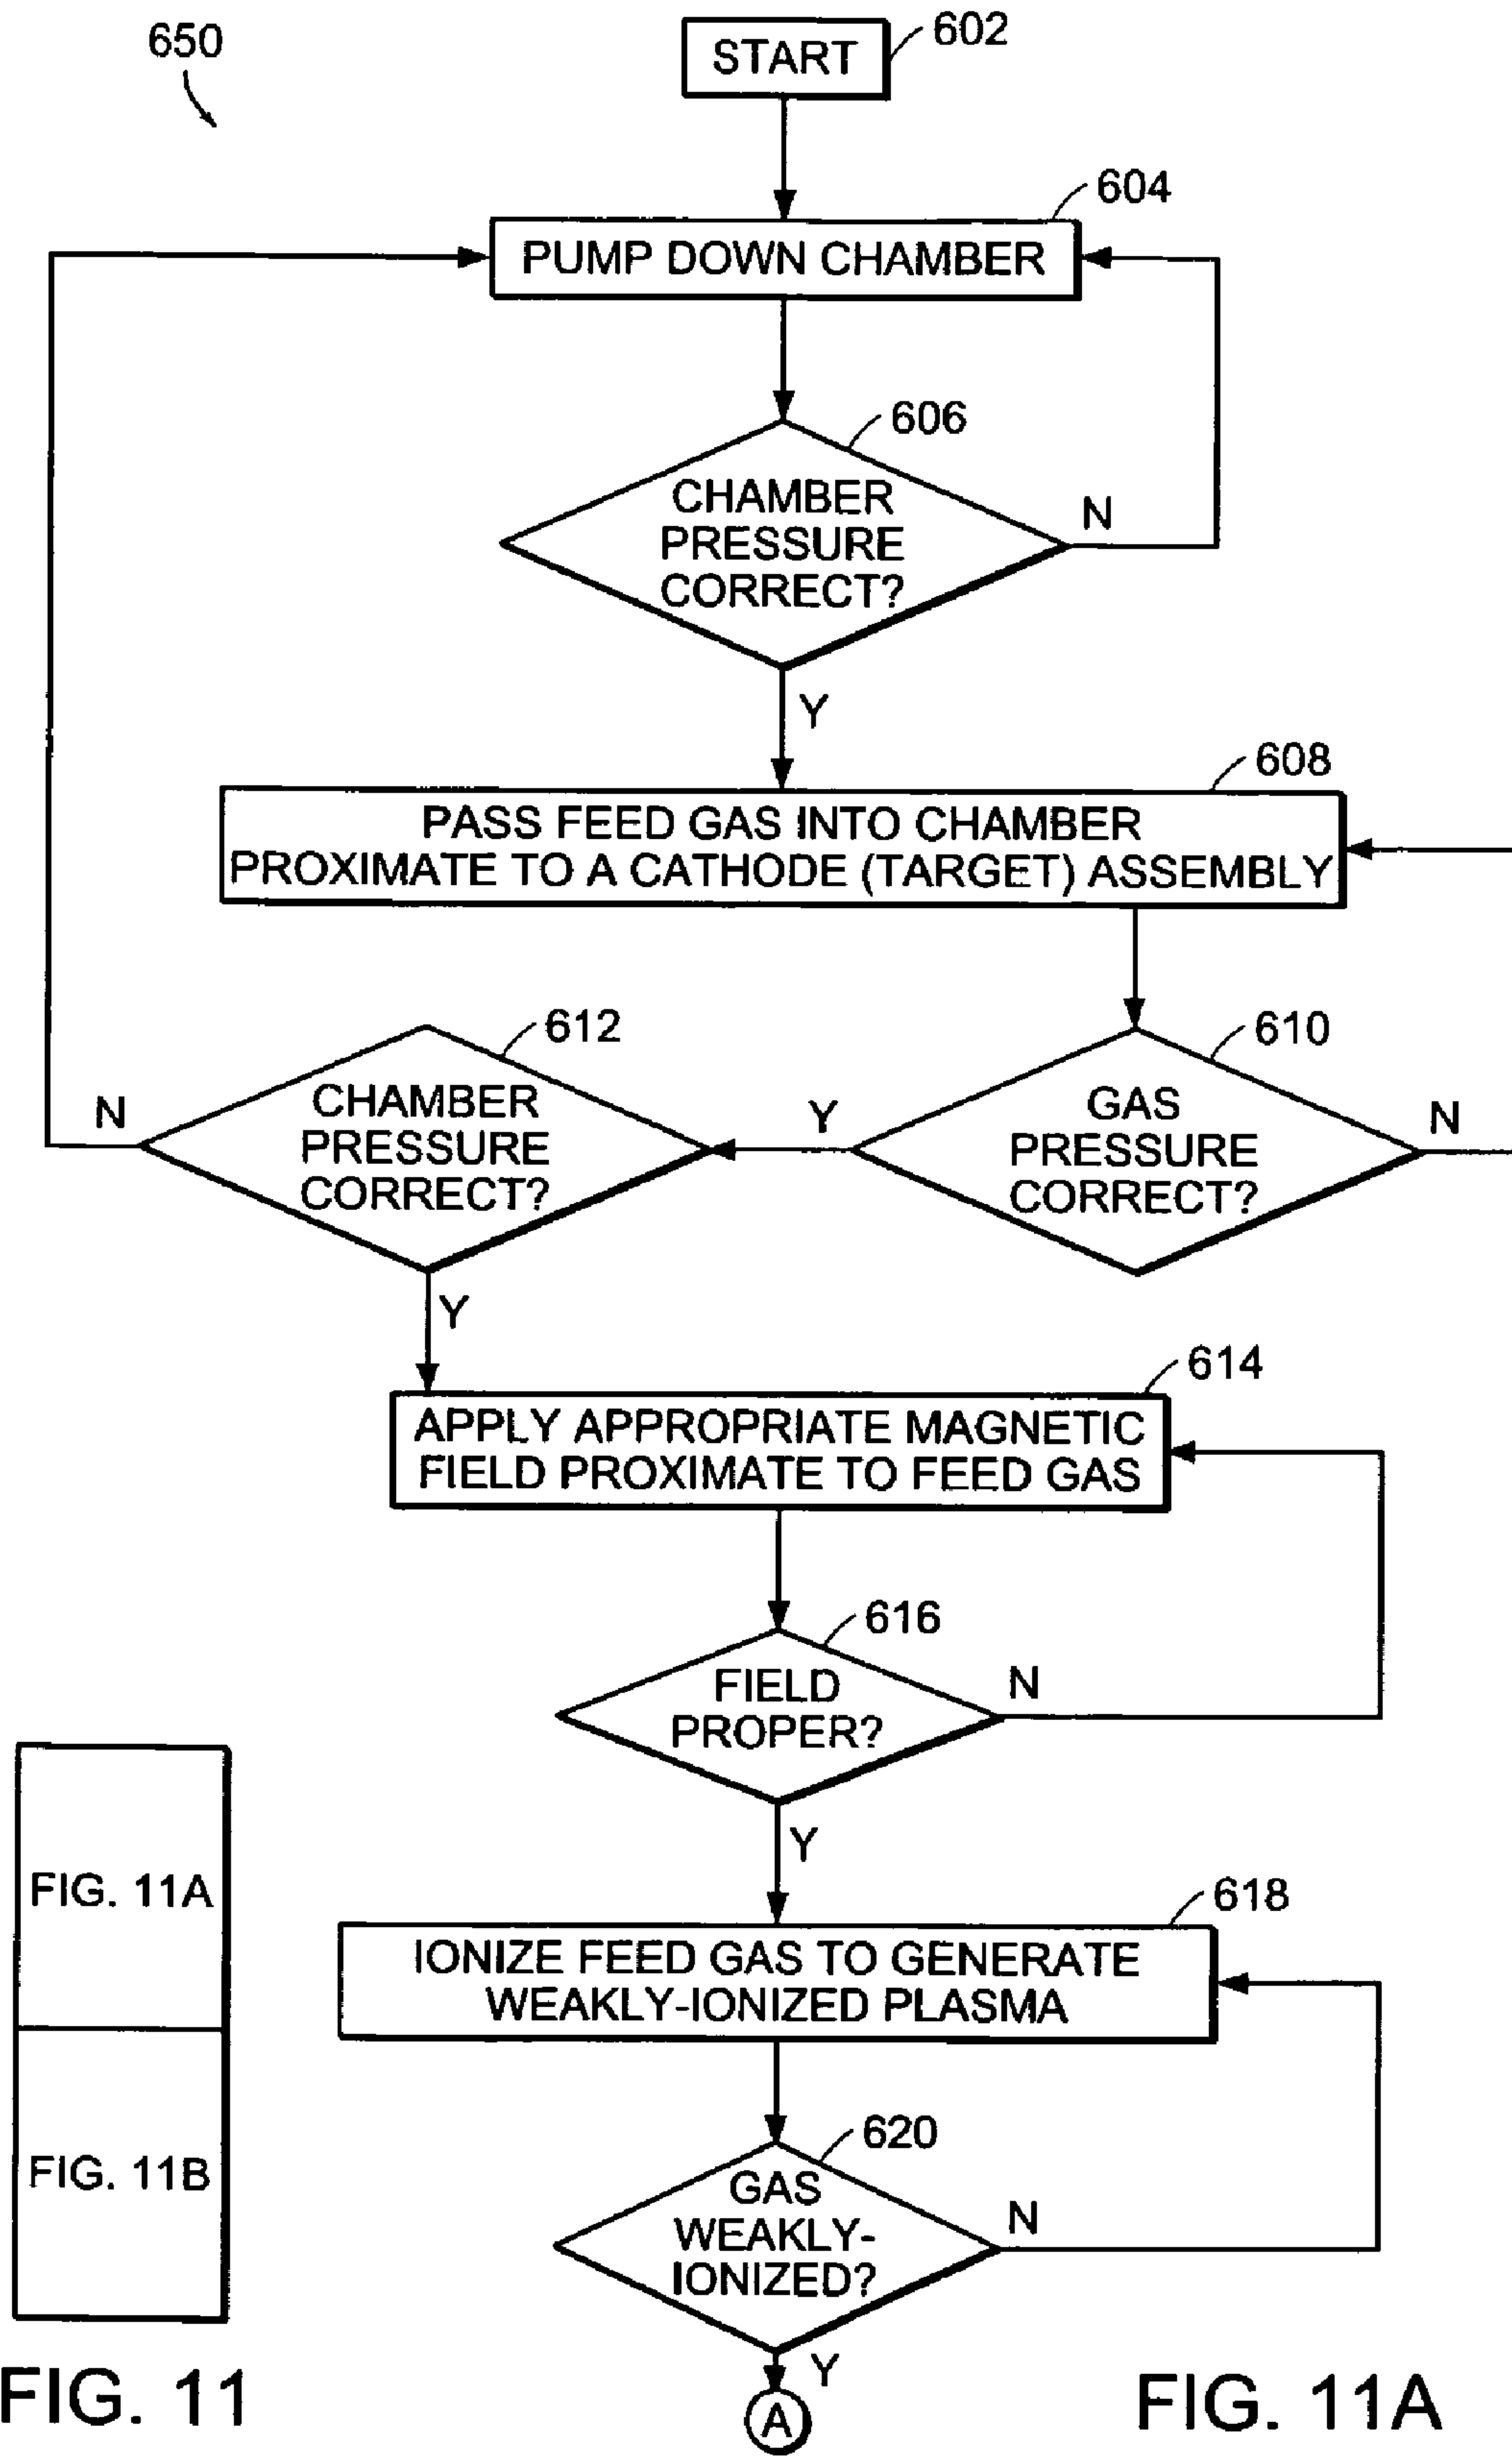 650
START
602
604
PUMP DOWN CHAMBER
606
CHAMBER
PRESSURE
CORRECT?
N
Y
608
PASS FEED GAS INTO CHAMBER
PROXIMATE TO A CATHODE (TARGET) ASSEMBLY
612
CHAMBER
PRESSURE
CORRECT?
N
Y
610
GAS
PRESSURE
CORRECT?
N
Y
614
APPLY APPROPRIATE MAGNETIC
FIELD PROXIMATE TO FEED GAS
616
FIELD
PROPER?
N
Y
618
IONIZE FEED GAS TO GENERATE
WEAKLY-IONIZED PLASMA
620
GAS
WEAKLY-
IONIZED?
N
Y
A
FIG. 11A
FIG. 11B
FIG. 11
FIG. 11A